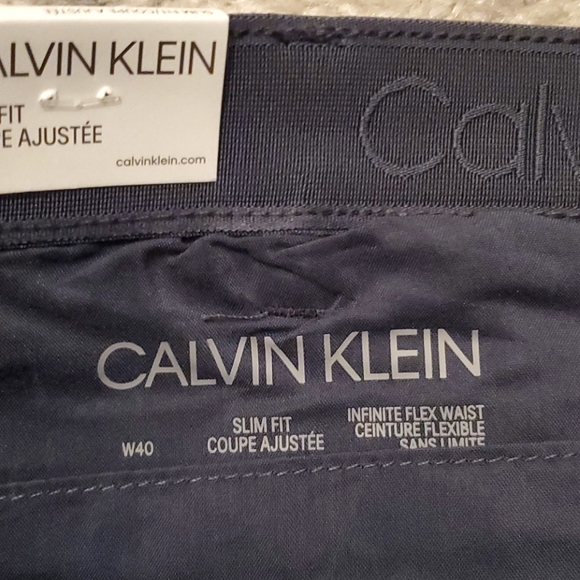 ALVIN KLEIN
FIT
E AJUSTÉE
calvinklein.com
Calv
CALVIN KLEIN
W40
SLIM FIT
COUPE AJUSTÉE
INFINITE FLEX WAIST
CEINTURE FLEXIBLE
SANS LIMITE